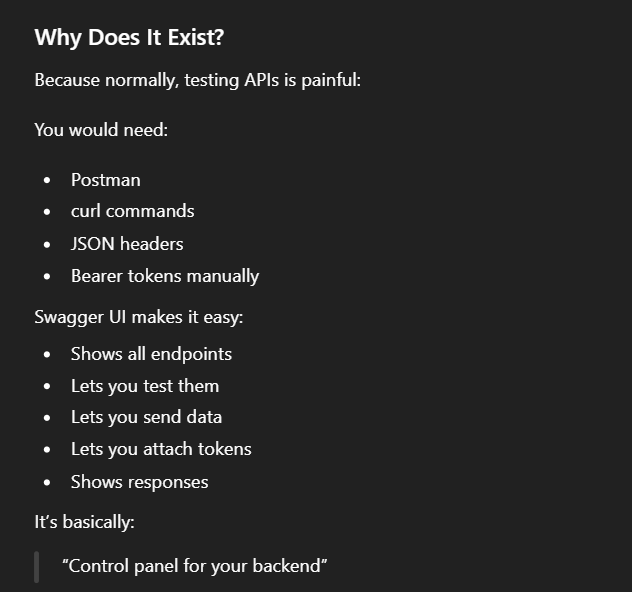 Why Does It Exist?
Because normally, testing APIs is painful:
You would need:
• Postman
• curl commands
• JSON headers
• Bearer tokens manually
Swagger UI makes it easy:
• Shows all endpoints
• Lets you test them
• Lets you send data
• Lets you attach tokens
• Shows responses
It’s basically:
“Control panel for your backend”